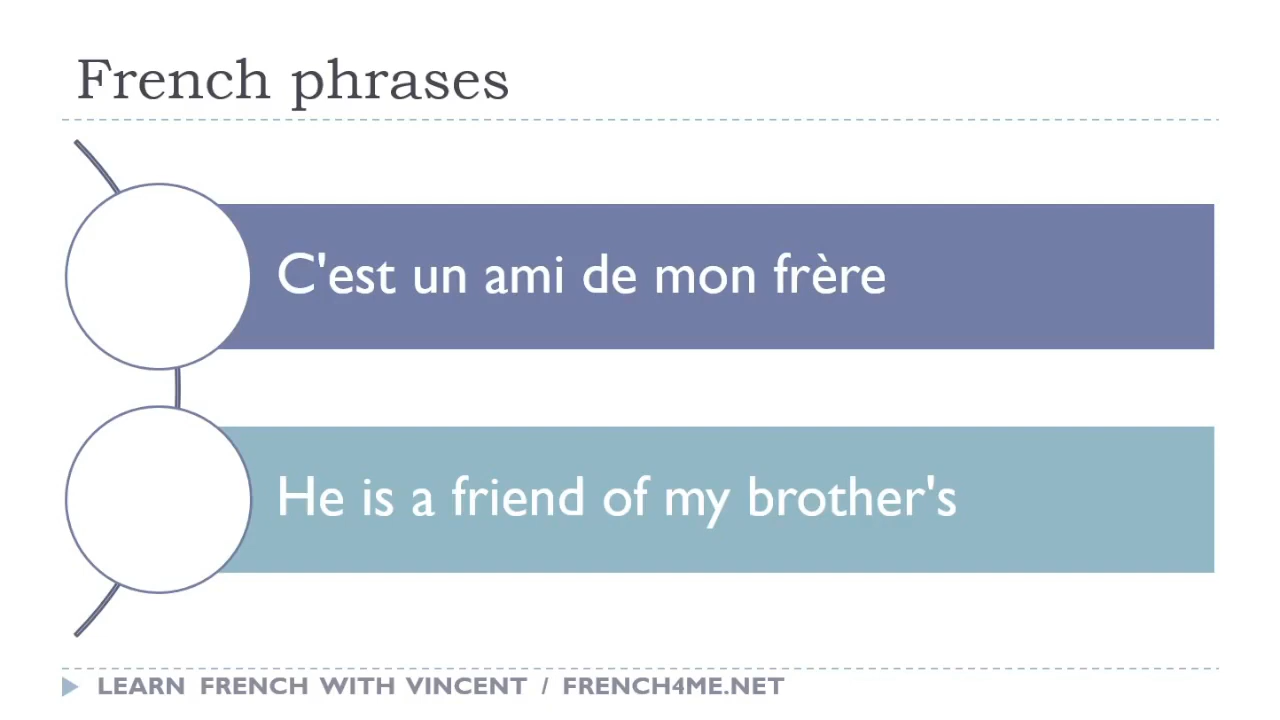 French phrases
C'est un ami de mon frère
He is a friend of my brother's
LEARN FRENCH WITH VINCENT / FRENCH4ME.NET